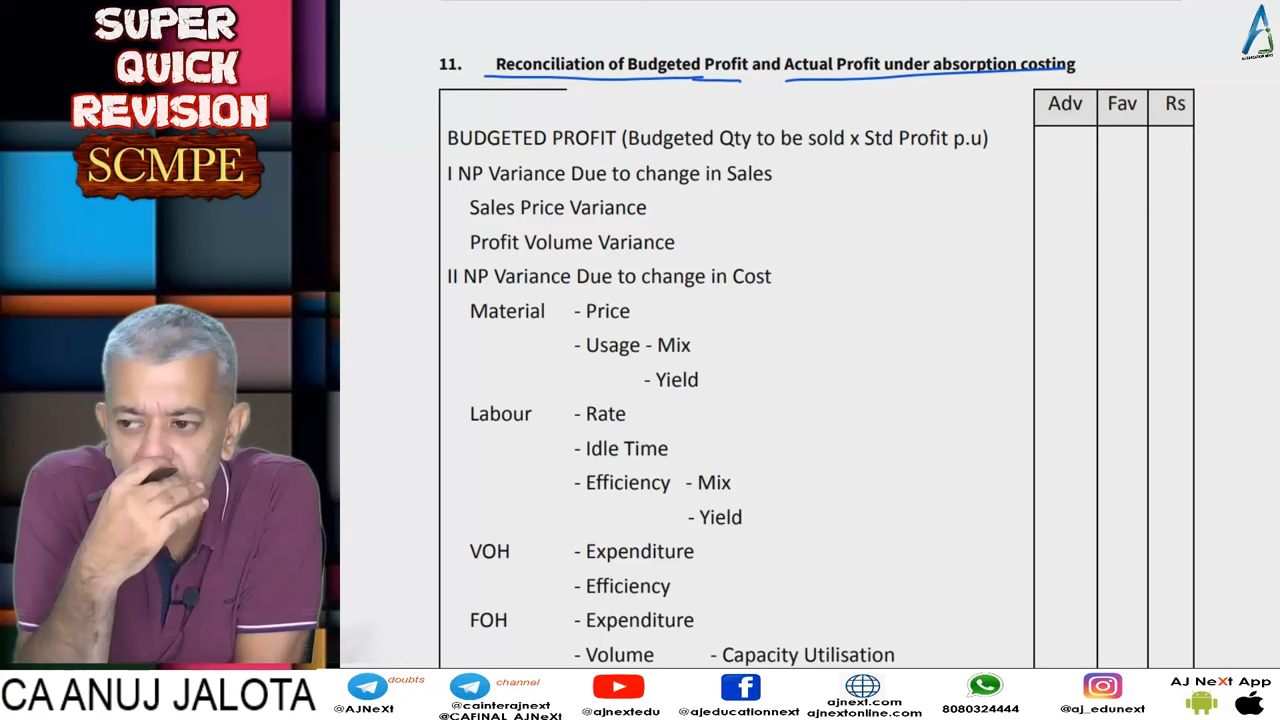 SUPER
QUICK
REVISION
SCMPE
11. Reconciliation of Budgeted Profit and Actual Profit under absorption costing
Adv Fav Rs
BUDGETED PROFIT (Budgeted Qty to be sold x Std Profit p.u)
I NP Variance Due to change in Sales
Sales Price Variance
Profit Volume Variance
II NP Variance Due to change in Cost
Material - Price
- Usage - Mix
- Yield
Labour - Rate
- Idle Time
- Efficiency - Mix
- Yield
VOH - Expenditure
- Efficiency
FOH - Expenditure
- Volume - Capacity Utilisation
CA ANUJ JALOTA
doubts
@AJNeXt
channel
@cainterajnext
@CAFINAL_AJNeXt
@ajnextedu
@ajeducationnext
ajnext.com
ajnextonline.com
8080324444
@aj_edunext
AJ NeXt App